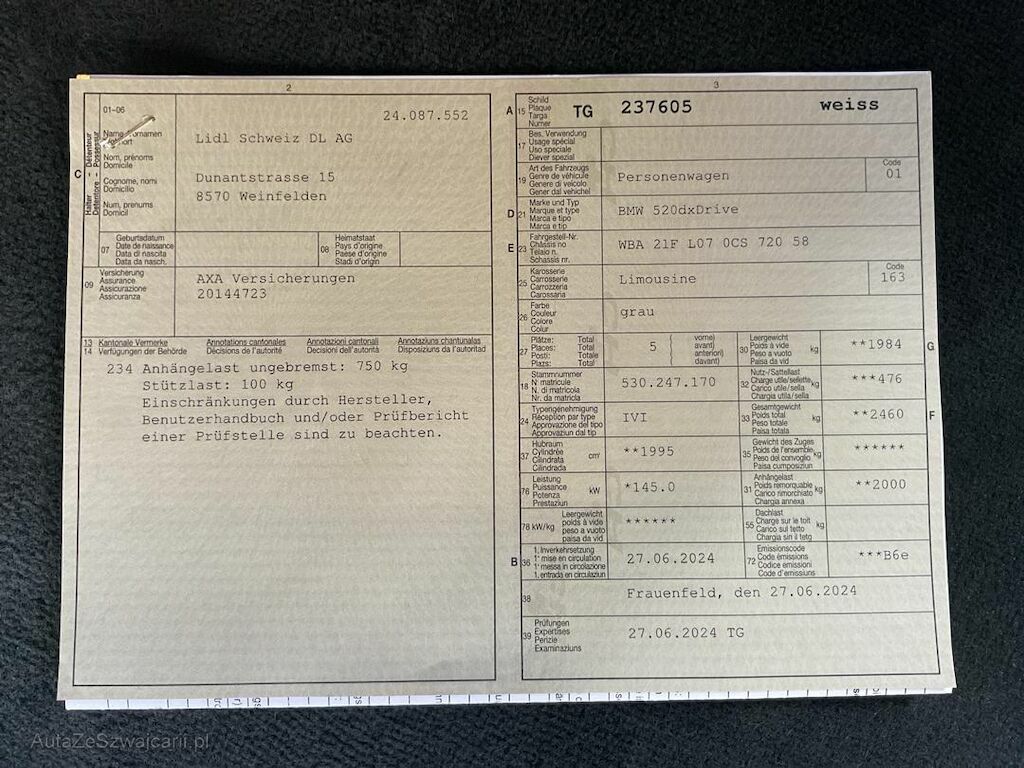 2
01-06
24.087.552
C
Halter - Détenteur
Detentore - Possessur
Name, Vornamen
Wohnort
Nom, prénoms
Domicile
Cognome, nomi
Domicilio
Num, prenums
Domicil
Lidl Schweiz DL AG
Dunantstrasse 15
8570 Weinfelden
07
Geburtsdatum
Date de naissance
Data di nascita
Data da nasch.
08
Heimatstaat
Pays d'origine
Paese d'origine
Stadi d'origin
09
Versicherung
Assurance
Assicurazione
Assicuranza
AXA Versicherungen
20144723
13 Kantonale Vermerke Annotations cantonales Annotazioni cantonali Annotaziuns chantunalas
14 Verfügungen der Behörde Décisions de l'autorité Decisioni dell'autorità Disposiziuns da l'autoritad
234 Anhängelast ungebremst: 750 kg
Stützlast: 100 kg
Einschränkungen durch Hersteller,
Benutzerhandbuch und/oder Prüfbericht
einer Prüfstelle sind zu beachten.
3
A 15
Schild
Plaque
Targa
Numer
TG 237605 weiss
17
Bes. Verwendung
Usage spécial
Uso speciale
Diever spezial
19
Art des Fahrzeugs
Genre de véhicule
Genere di veicolo
Gener dal vehichel
Personenwagen
Code
01
D 21
Marke und Typ
Marque et type
Marca e tipo
Marca e tip
BMW 520dxDrive
E 23
Fahrgestell-Nr.
Châssis no
Telaio n.
Schassis nr.
WBA 21F L07 0CS 720 58
25
Karosserie
Carrosserie
Carrozzeria
Carossaria
Limousine
Code
163
26
Farbe
Couleur
Colore
Colur
grau
27
Plätze: Total
Places: Total
Posti: Totale
Plazs: Total
5
vorne)
avant)
anteriori)
davant)
30
Leergewicht
Poids à vide
Peso a vuoto
Paisa da vid
kg
**1984
G
18
Stammnummer
N. matricule
N. di matricola
Nr. da matricla
530.247.170
32
Nutz-/Sattellast
Charge utile/sellette
Carico utile/sella
Chargia utila/sella
kg
***476
24
Typengenehmigung
Réception par type
Approvazione del tipo
Approvaziun dal tip
IVI
33
Gesamtgewicht
Poids total
Peso totale
Paisa totala
kg
**2460
F
37
Hubraum
Cylindrée
Cilindrata
Cilindrada
cm³
**1995
35
Gewicht des Zuges
Poids de l'ensemble
Peso del convoglio
Paisa cumposiziun
kg
******
76
Leistung
Puissance
Potenza
Prestaziun
kW
*145.0
31
Anhängelast
Poids remorquable
Carico rimorchiato
Chargia annexa
kg
**2000
78 kW/kg
Leergewicht
poids à vide
peso a vuoto
paisa da vid
******
55
Dachlast
Charge sur le toit
Carico sul tetto
Chargia sin il tetg
kg
B 36
1. Inverkehrsetzung
1ʳᵉ mise en circulation
1ª messa in circolazione
1. entrada en circulaziun
27.06.2024
72
Emissionscode
Code émissions
Codice emissioni
Code d'emissiuns
***B6e
38
Frauenfeld, den 27.06.2024
39
Prüfungen
Expertises
Perizie
Examinaziuns
27.06.2024 TG
AutaZeSzwajcarii.pl